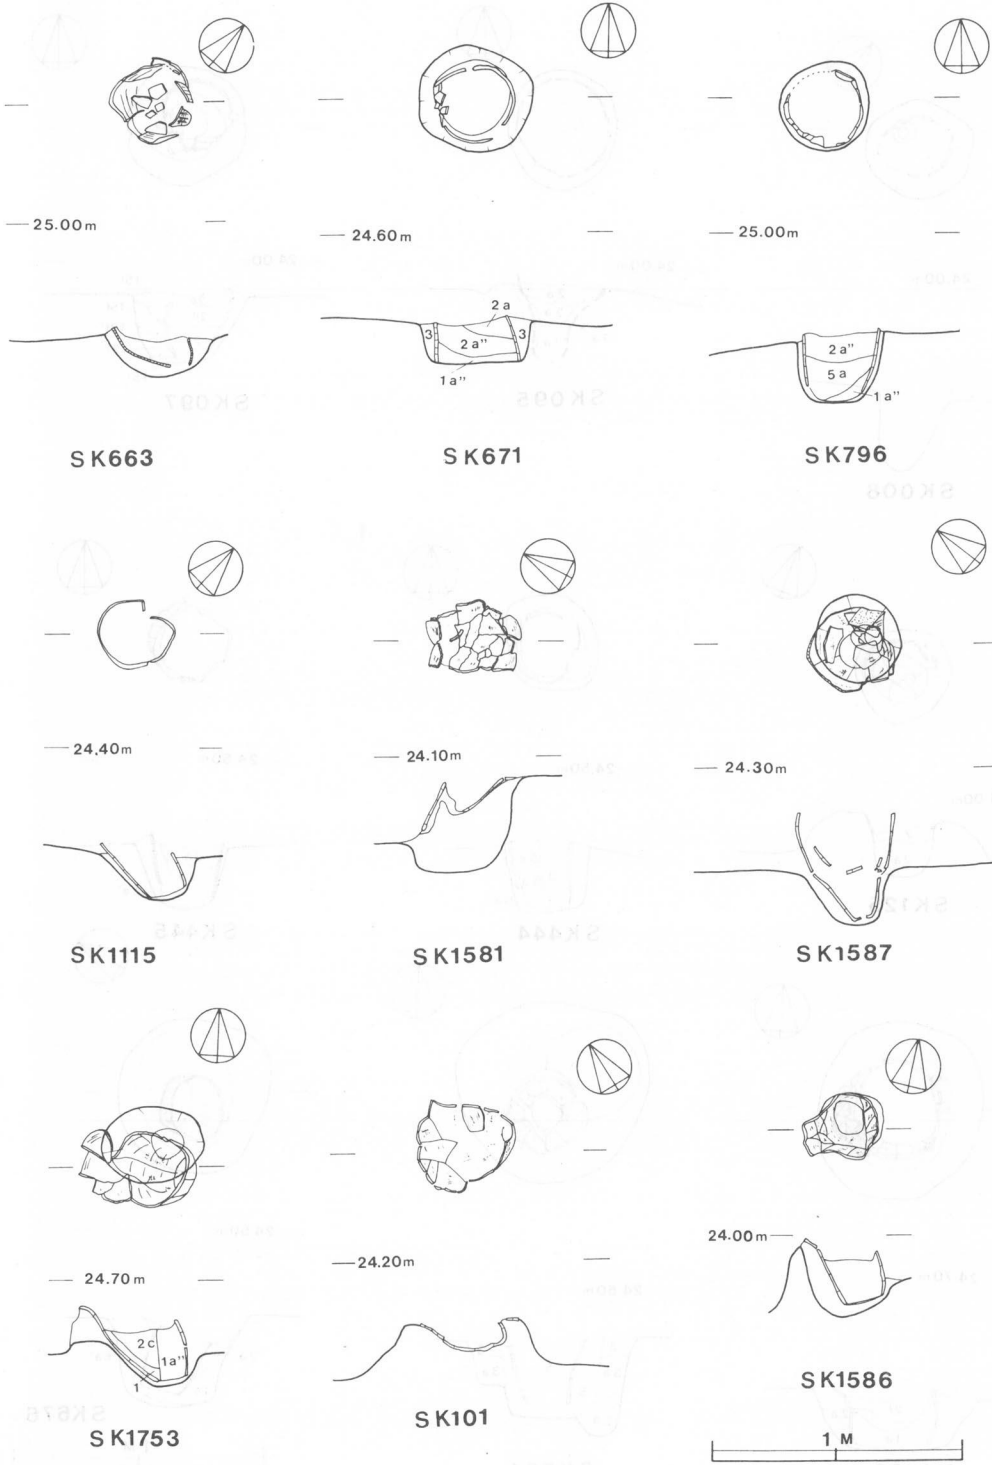 25.00m
24.60m
25.00m
2a
3
3
2a"
1a"
2a"
5a
1a"
SK663
SK671
SK796
24.40m
24.10m
24.30m
SK1115
SK1581
SK1587
24.00m
24.20m
24.70m
2c
1a"
1
SK1586
SK101
SK1753
1 M